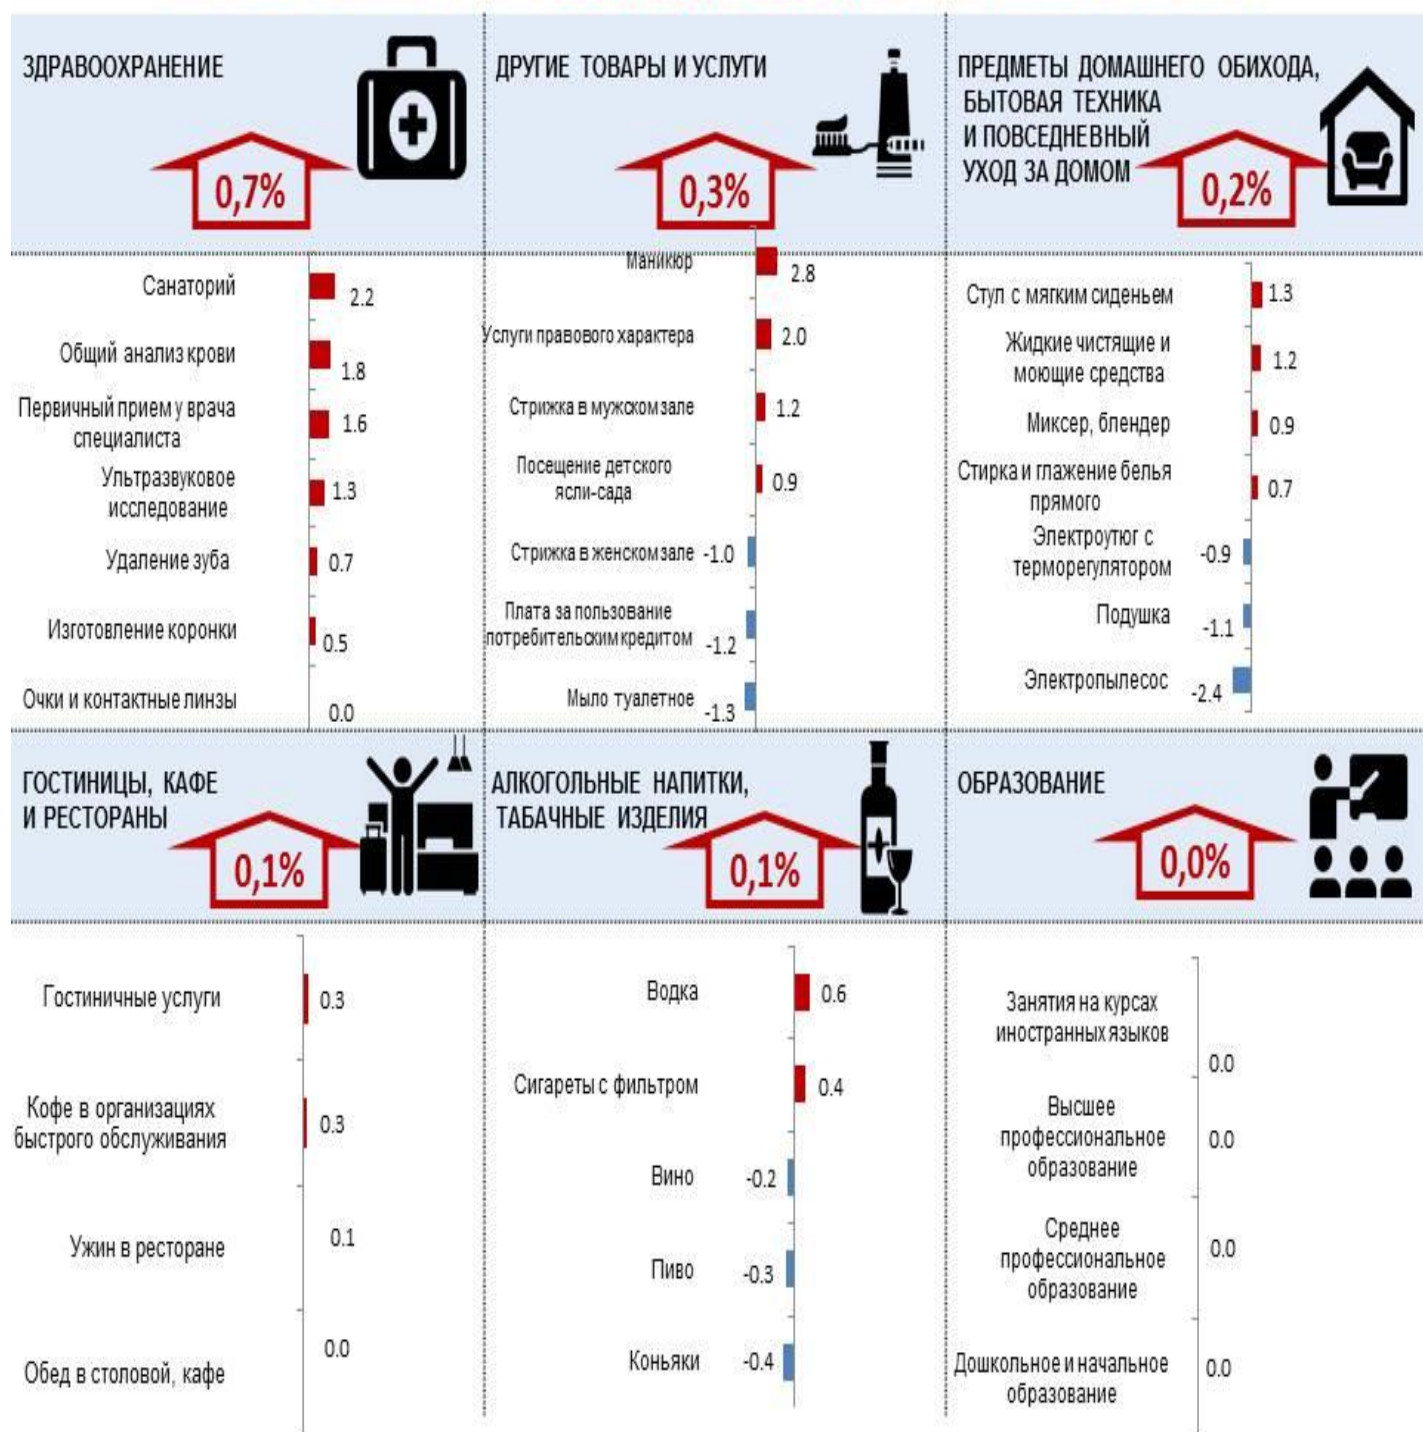 ЗДРАВООХРАНЕНИЕ
0,7%
Санаторий
2.2
Общий анализ крови
1.8
Первичный прием у врача
специалиста
1.6
Ультразвуковое
исследование
1.3
Удаление зуба
0.7
Изготовление коронки
0.5
Очки и контактные линзы
0.0
ДРУГИЕ ТОВАРЫ И УСЛУГИ
0,3%
Маникюр
2.8
Услуги правового характера
2.0
Стрижка в мужском зале
1.2
Посещение детского
ясли-сада
0.9
Стрижка в женском зале
-1.0
Плата за пользование
потребительским кредитом
-1.2
Мыло туалетное
-1.3
ПРЕДМЕТЫ ДОМАШНЕГО ОБИХОДА,
БЫТОВАЯ ТЕХНИКА
И ПОВСЕДНЕВНЫЙ
УХОД ЗА ДОМОМ
0,2%
Стул с мягким сиденьем
1.3
Жидкие чистящие и
моющие средства
1.2
Миксер, блендер
0.9
Стирка и глажение белья
прямого
0.7
Электроутюг с
терморегулятором
-0.9
Подушка
-1.1
Электропылесос
-2.4
ГОСТИНИЦЫ, КАФЕ
И РЕСТОРАНЫ
0,1%
Гостиничные услуги
0.3
Кофе в организациях
быстрого обслуживания
0.3
Ужин в ресторане
0.1
Обед в столовой, кафе
0.0
АЛКОГОЛЬНЫЕ НАПИТКИ,
ТАБАЧНЫЕ ИЗДЕЛИЯ
0,1%
Водка
0.6
Сигареты с фильтром
0.4
Вино
-0.2
Пиво
-0.3
Коньяки
-0.4
ОБРАЗОВАНИЕ
0,0%
Занятия на курсах
иностранных языков
0.0
Высшее
профессиональное
образование
0.0
Среднее
профессиональное
образование
0.0
Дошкольное и начальное
образование
0.0